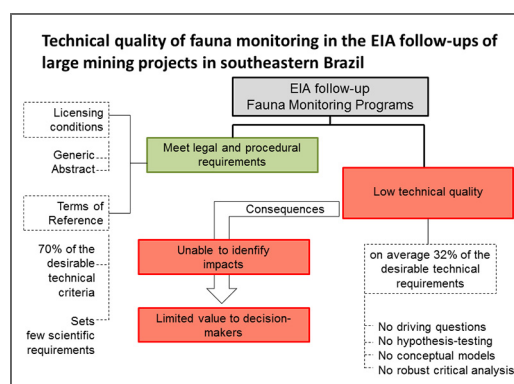 Technical quality of fauna monitoring in the EIA follow-ups of
large mining projects in southeastern Brazil
EIA follow-up
Fauna Monitoring Programs
Licensing
conditions
Generic
Abstract
Meet legal and procedural
requirements
Terms of
Reference
70% of the
desirable
technical
criteria
Sets
few scientific
requirements
Low technical quality
Consequences
Unable to idenfify
impacts
Limited value to decision-
makers
on average 32% of the
desirable technical
requirements
No driving questions
No hypothesis-testing
No conceptual models
No robust critical analysis